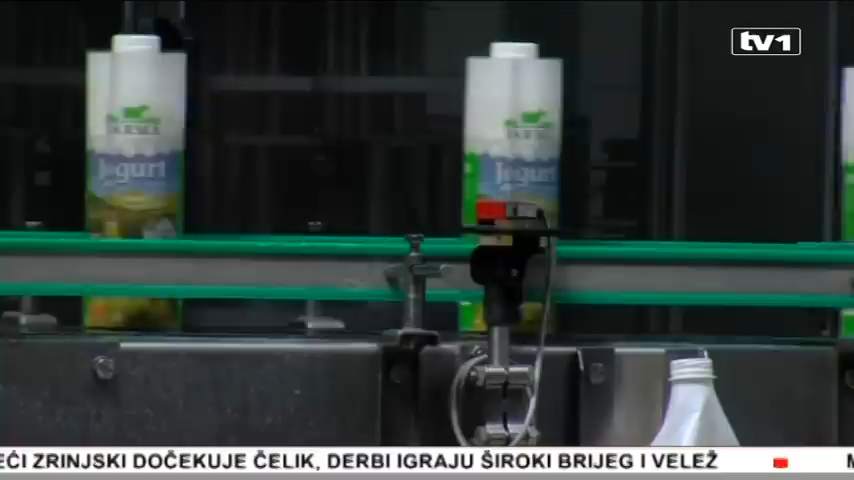 tv1
Jogurt
Jogurt
EĆI ZRINJSKI DOČEKUJE ČELIK, DERBI IGRAJU ŠIROKI BRIJEG I VELEŽ